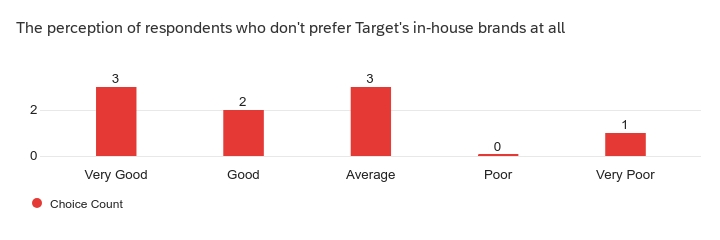 The perception of respondents who don't prefer Target's in-house brands at all
3
2
3
0
1
2
0
Very Good
Good
Average
Poor
Very Poor
Choice Count